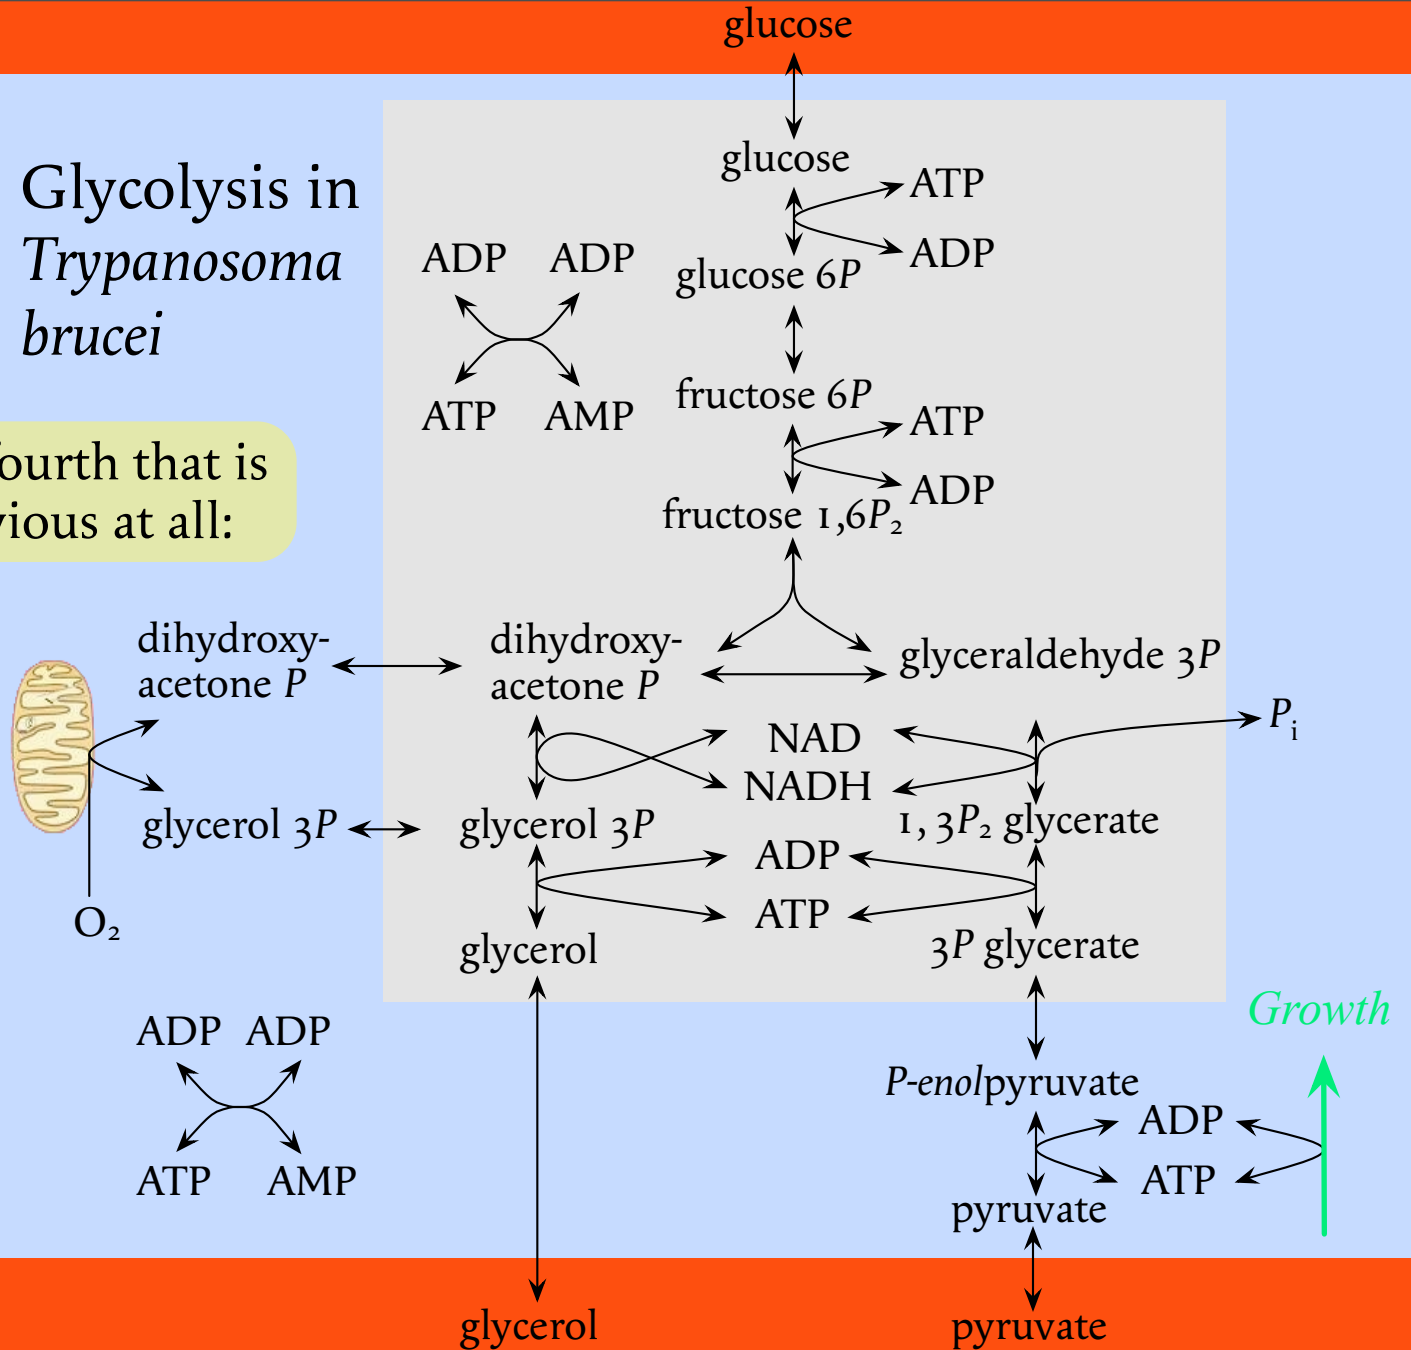 glucose
Glycolysis in
Trypanosoma
brucei
glucose
ATP
ADP
glucose 6P
ADP ADP
ATP AMP
fructose 6P
ATP
ADP
fructose 1,6P₂
ourth that is
vious at all:
dihydroxy-
acetone P
dihydroxy-
acetone P
glyceraldehyde 3P
Pᵢ
NAD
NADH
glycerol 3P
glycerol 3P
1, 3P₂ glycerate
ADP
ATP
O₂
glycerol
3P glycerate
Growth
ADP ADP
ATP AMP
P-enolpyruvate
ADP
ATP
pyruvate
glycerol
pyruvate